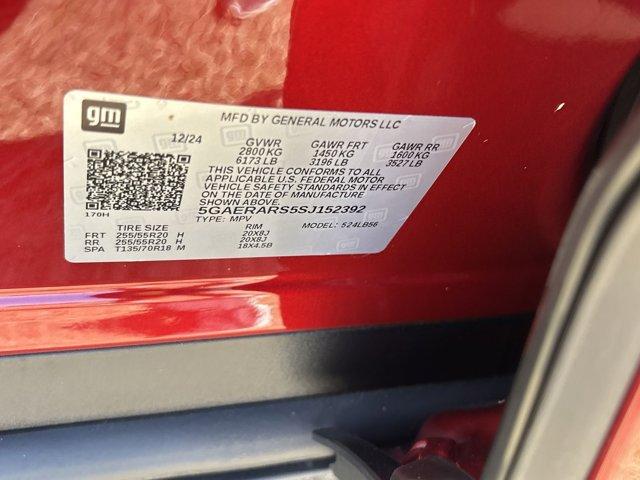 gm
MFD BY GENERAL MOTORS LLC
12/24 GVWR GAWR FRT GAWR RR
2800 KG 1450 KG 1600 KG
6173 LB 3196 LB 3527 LB
THIS VEHICLE CONFORMS TO ALL
APPLICABLE U.S. FEDERAL MOTOR
VEHICLE SAFETY STANDARDS IN EFFECT
ON THE DATE OF MANUFACTURE
SHOWN ABOVE.
170H 5GAERARS5SJ152392
TYPE: MPV MODEL: 524LB56
TIRE SIZE RIM
FRT 255/55R20 H 20X8J
RR 255/55R20 H 20X8J
SPA T135/70R18 M 18X4.5B